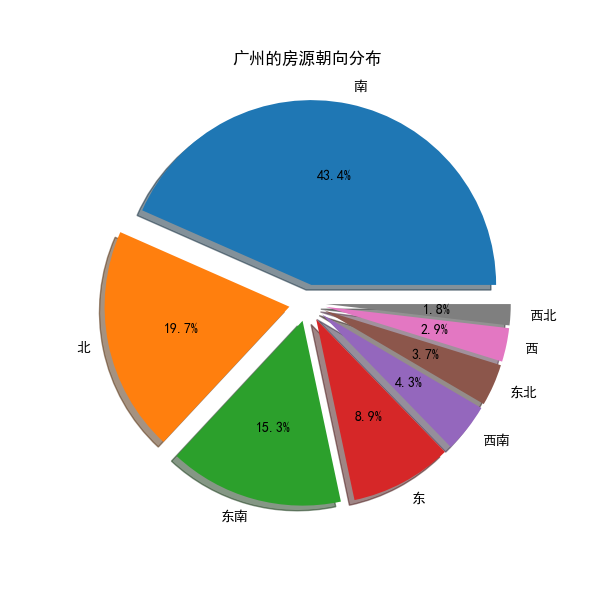 广州的房源朝向分布
南
43.4%
19.7%
北
15.3%
东南
8.9%
东
4.3%
西南
3.7%
东北
2.9%
西
1.8%
西北